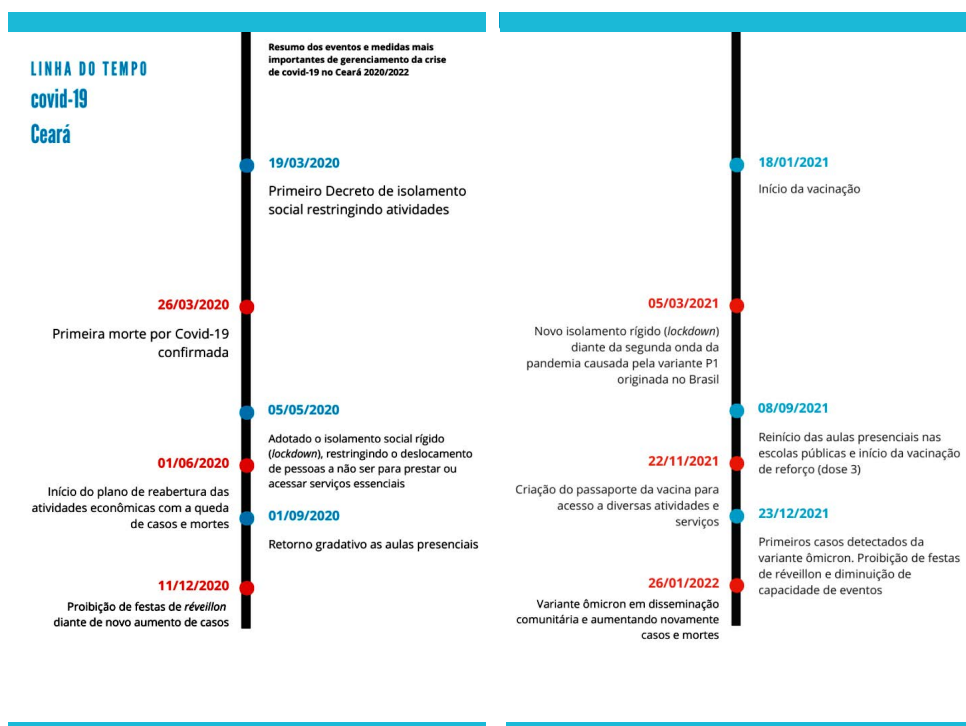 LINHA DO TEMPO
covid-19
Ceará
Resumo dos eventos e medidas mais
importantes de gerenciamento da crise
de covid-19 no Ceará 2020/2022
19/03/2020
Primeiro Decreto de isolamento
social restringindo atividades
26/03/2020
Primeira morte por Covid-19
confirmada
05/05/2020
Adotado o isolamento social rígido
(lockdown), restringindo o deslocamento
de pessoas a não ser para prestar ou
acessar serviços essenciais
01/06/2020
Início do plano de reabertura das
atividades econômicas com a queda
de casos e mortes
01/09/2020
Retorno gradativo as aulas presenciais
11/12/2020
Proibição de festas de réveillon
diante de novo aumento de casos
18/01/2021
Início da vacinação
05/03/2021
Novo isolamento rígido (lockdown)
diante da segunda onda da
pandemia causada pela variante P1
originada no Brasil
08/09/2021
Reinício das aulas presenciais nas
escolas públicas e início da vacinação
de reforço (dose 3)
22/11/2021
Criação do passaporte da vacina para
acesso a diversas atividades e
serviços
23/12/2021
Primeiros casos detectados da
variante ômicron. Proibição de festas
de réveillon e diminuição de
capacidade de eventos
26/01/2022
Variante ômicron em disseminação
comunitária e aumentando novamente
casos e mortes